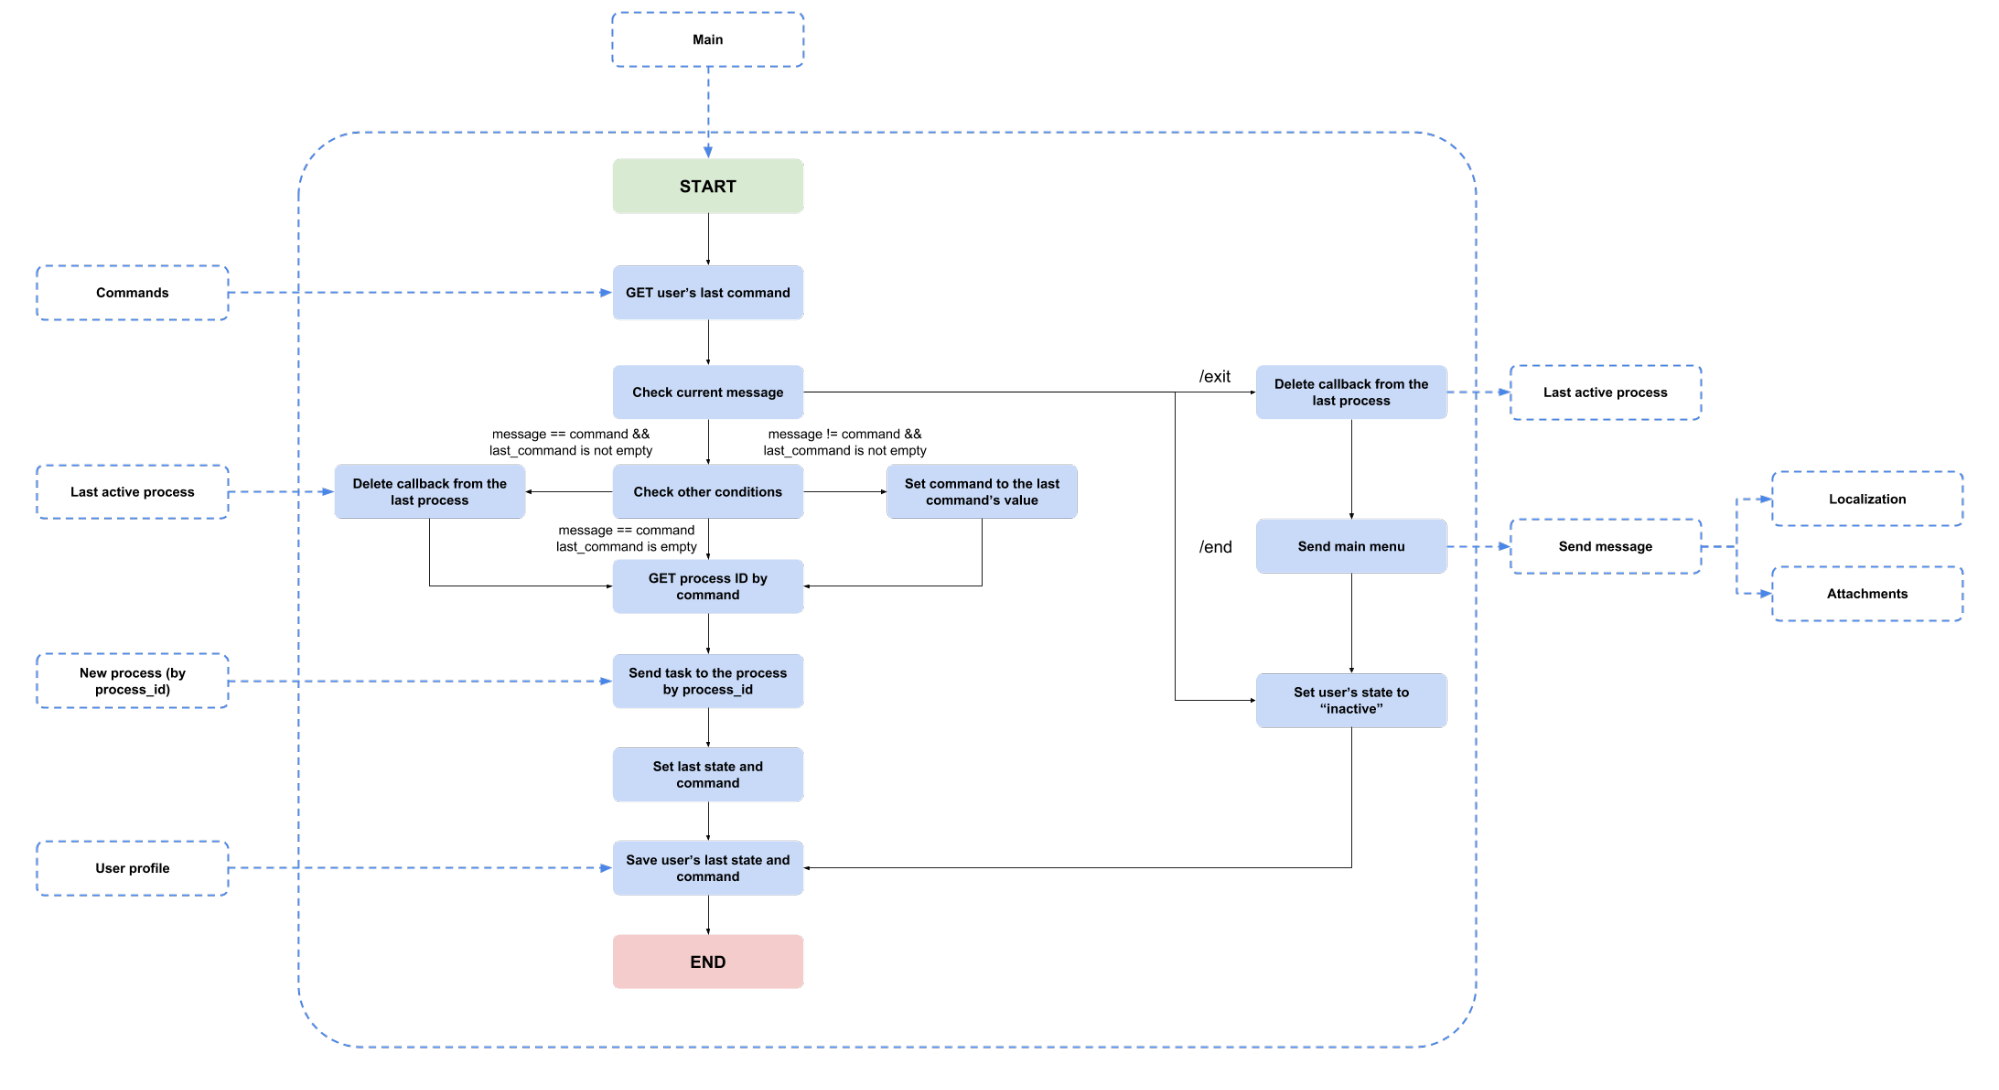 Main
START
Commands
GET user's last command
Check current message
/exit
Delete callback from the
last process
Last active process
message == command &&
last_command is not empty
message != command &&
last_command is not empty
Last active process
Delete callback from the
last process
Check other conditions
Set command to the last
command's value
Localization
message == command
last_command is empty
/end
Send main menu
Send message
GET process ID by
command
Attachments
New process (by
process_id)
Send task to the process
by process_id
Set user's state to
“inactive”
Set last state and
command
User profile
Save user's last state and
command
END